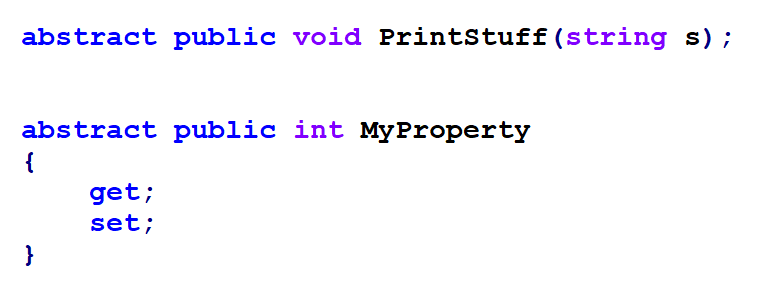 abstract public void PrintStuff(string s);
abstract public int MyProperty
{
    get;
    set;
}